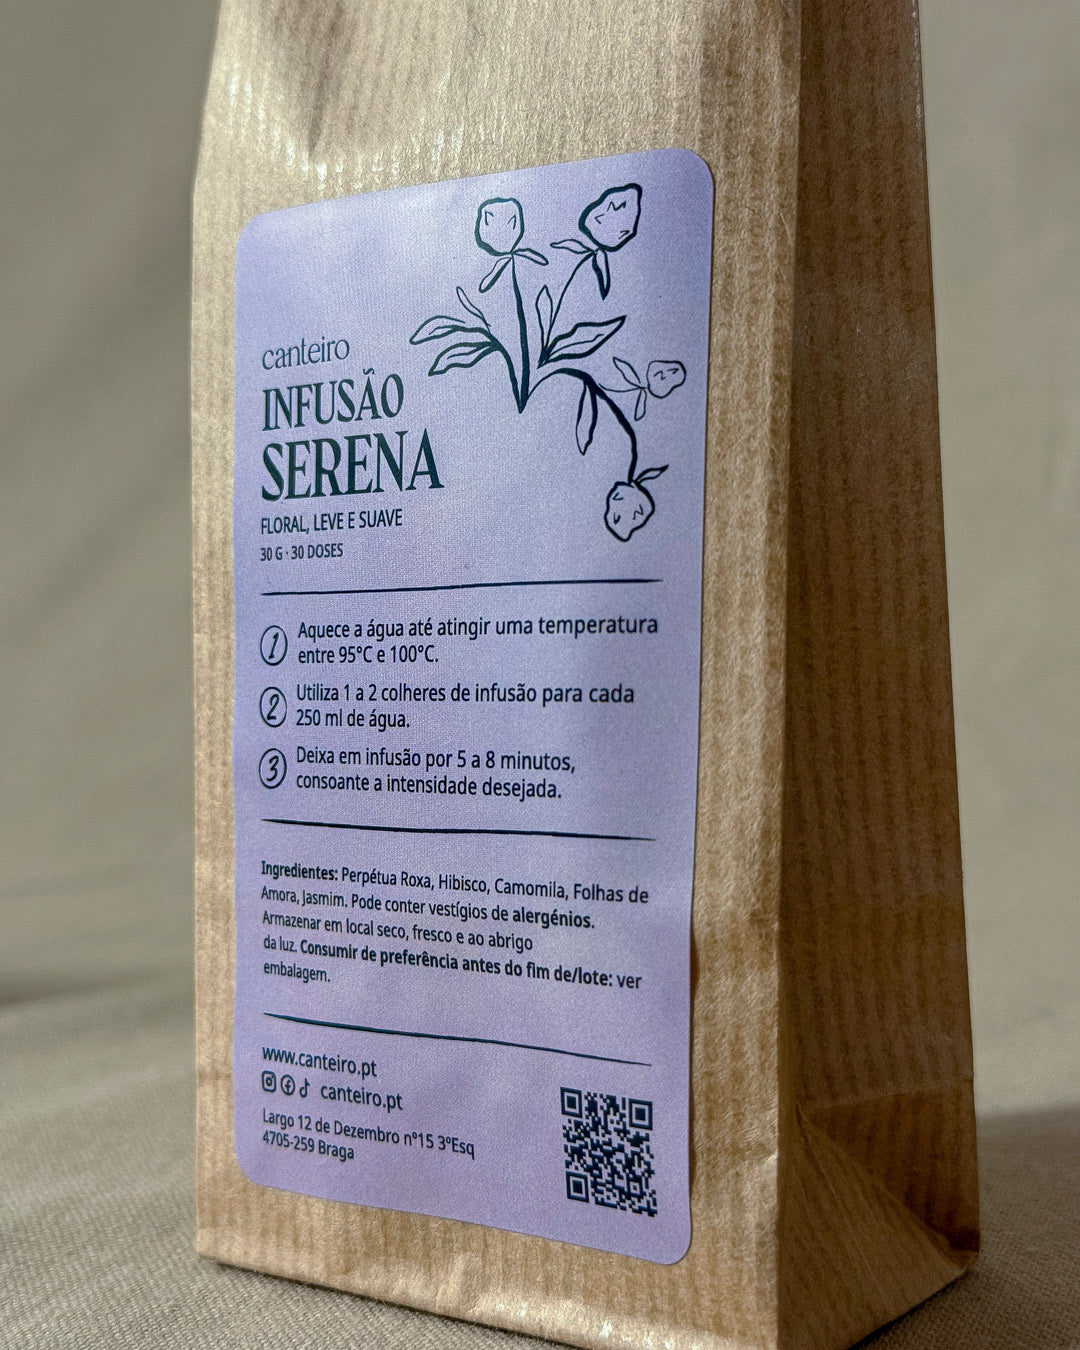 canteiro
INFUSÃO
SERENA
FLORAL, LEVE E SUAVE
30 G · 30 DOSES
1 Aquece a água até atingir uma temperatura
entre 95°C e 100°C.
2 Utiliza 1 a 2 colheres de infusão para cada
250 ml de água.
3 Deixa em infusão por 5 a 8 minutos,
consoante a intensidade desejada.
Ingredientes: Perpétua Roxa, Hibisco, Camomila, Folhas de
Amora, Jasmim. Pode conter vestígios de alergénios.
Armazenar em local seco, fresco e ao abrigo
da luz. Consumir de preferência antes do fim de/lote: ver
embalagem.
www.canteiro.pt
canteiro.pt
Largo 12 de Dezembro nº15 3ºEsq
4705-259 Braga